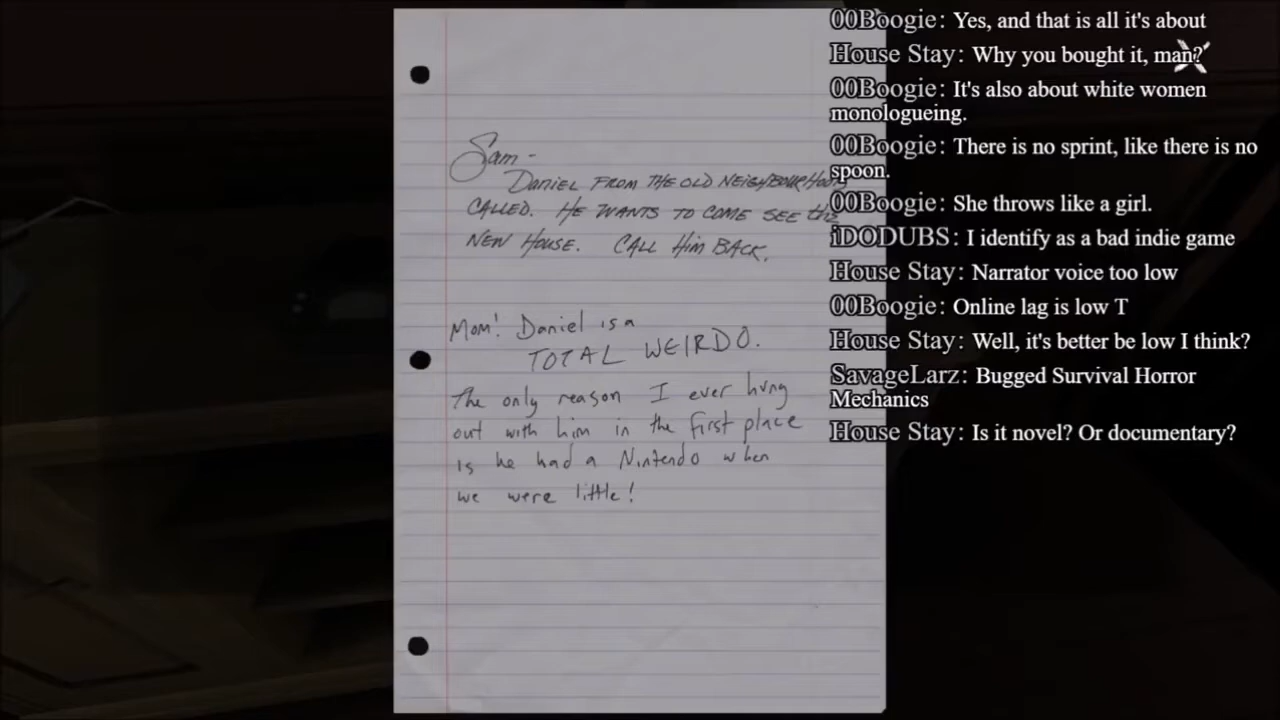 Sam -
Daniel from the old neighbourhood
called. He wants to come see the
new house. Call him back.
Mom! Daniel is a
TOTAL WEIRDO.
The only reason I ever hung
out with him in the first place
is he had a Nintendo when
we were little!
00Boogie: Yes, and that is all it's about
House Stay: Why you bought it, man?
00Boogie: It's also about white women
monologueing.
00Boogie: There is no sprint, like there is no
spoon.
00Boogie: She throws like a girl.
iDODUBS: I identify as a bad indie game
House Stay: Narrator voice too low
00Boogie: Online lag is low T
House Stay: Well, it's better be low I think?
SavageLarz: Bugged Survival Horror
Mechanics
House Stay: Is it novel? Or documentary?